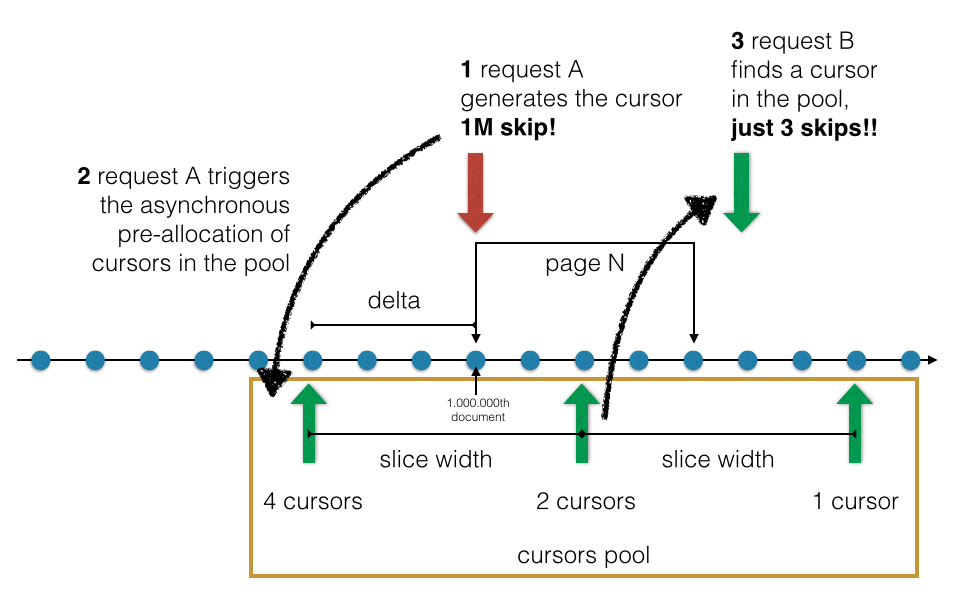 1 request A
generates the cursor
1M skip!
3 request B
finds a cursor
in the pool,
just 3 skips!!
2 request A triggers
the asynchronous
pre-allocation of
cursors in the pool
delta
page N
1.000.000th
document
slice width
slice width
4 cursors
2 cursors
1 cursor
cursors pool